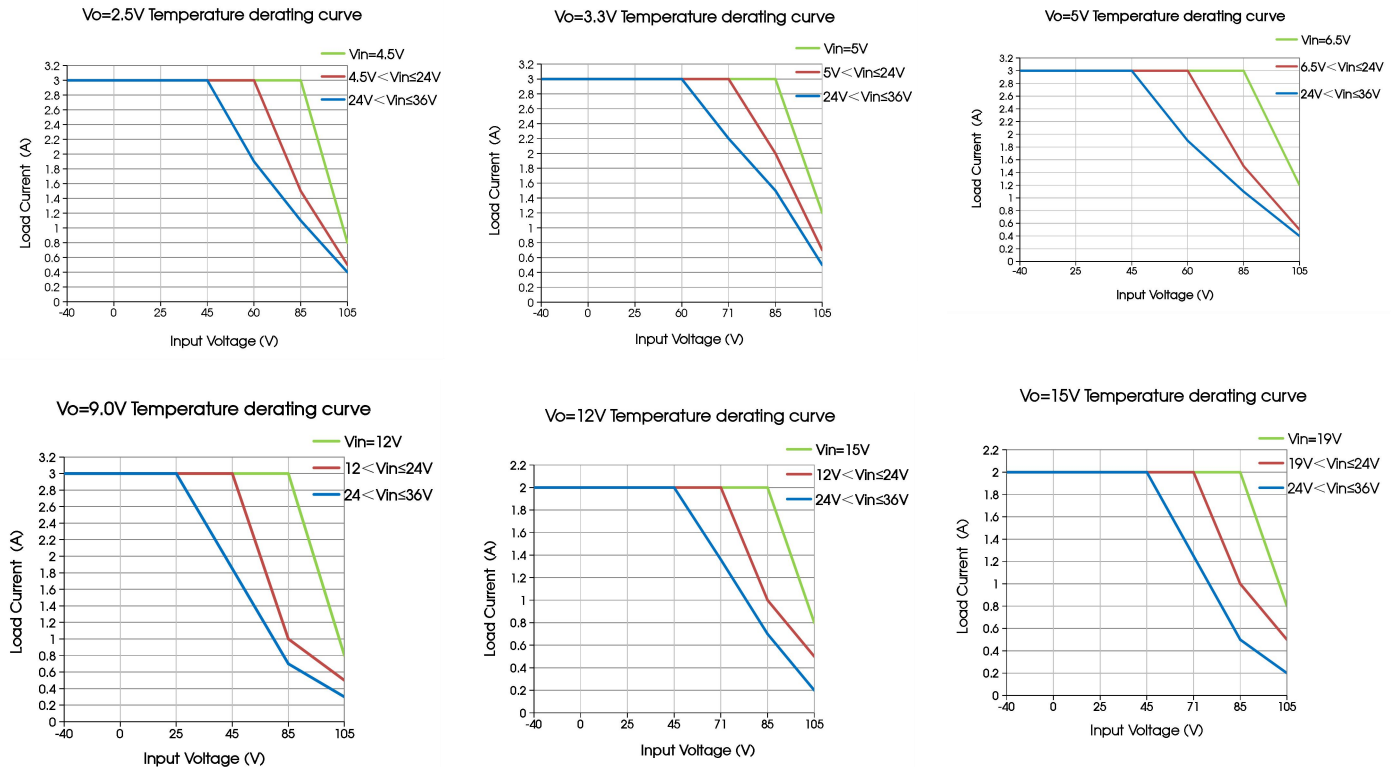 Vo=2.5V Temperature derating curve
Vin=4.5V
4.5V<Vin≤24V
24V<Vin≤36V
3.2
3
2.8
2.6
2.4
2.2
2
1.8
1.6
1.4
1.2
1
0.8
0.6
0.4
0.2
0
Load Current (A)
-40 0 25 45 60 85 105
Input Voltage (V)
Vo=3.3V Temperature derating curve
Vin=5V
5V<Vin≤24V
24V<Vin≤36V
3.2
3
2.8
2.6
2.4
2.2
2
1.8
1.6
1.4
1.2
1
0.8
0.6
0.4
0.2
0
Load Current (A)
-40 0 25 60 71 85 105
Input Voltage (V)
Vo=5V Temperature derating curve
Vin=6.5V
6.5V<Vin≤24V
24V<Vin≤36V
3.2
3
2.8
2.6
2.4
2.2
2
1.8
1.6
1.4
1.2
1
0.8
0.6
0.4
0.2
0
Load Current (A)
-40 25 45 60 85 105
Input Voltage (V)
Vo=9.0V Temperature derating curve
Vin=12V
12<Vin≤24V
24<Vin≤36V
3.2
3
2.8
2.6
2.4
2.2
2
1.8
1.6
1.4
1.2
1
0.8
0.6
0.4
0.2
0
Load Current (A)
-40 0 25 45 85 105
Input Voltage (V)
Vo=12V Temperature derating curve
Vin=15V
12V<Vin≤24V
24V<Vin≤36V
2.2
2
1.8
1.6
1.4
1.2
1
0.8
0.6
0.4
0.2
0
Load Current (A)
-40 0 25 45 71 85 105
Input Voltage (V)
Vo=15V Temperature derating curve
Vin=19V
19V<Vin≤24V
24V<Vin≤36V
2.2
2
1.8
1.6
1.4
1.2
1
0.8
0.6
0.4
0.2
0
Load Current (A)
-40 0 25 45 71 85 105
Input Voltage (V)